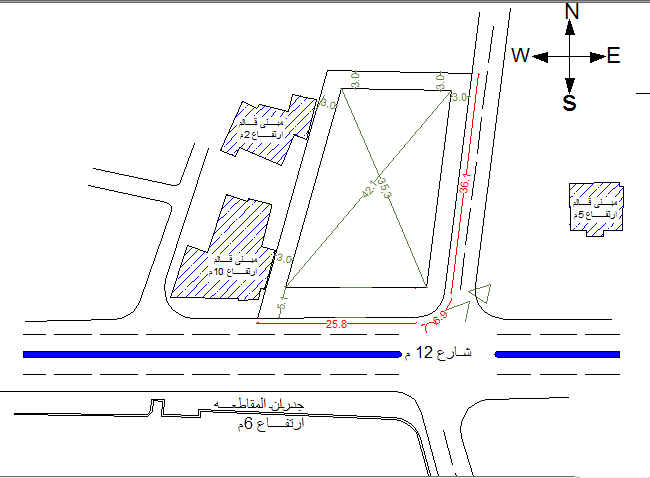 N
W E
S
3.0
3.0
3.0
3.0
مبنى قائم
ارتفاع 2م
42.1
35.3
36.1
مبنى قائم
ارتفاع 5م
3.0
مبنى قائم
ارتفاع 10م
5.1
25.8
6.9
شارع 12 م
جدران المقاطعه
ارتفاع 6م